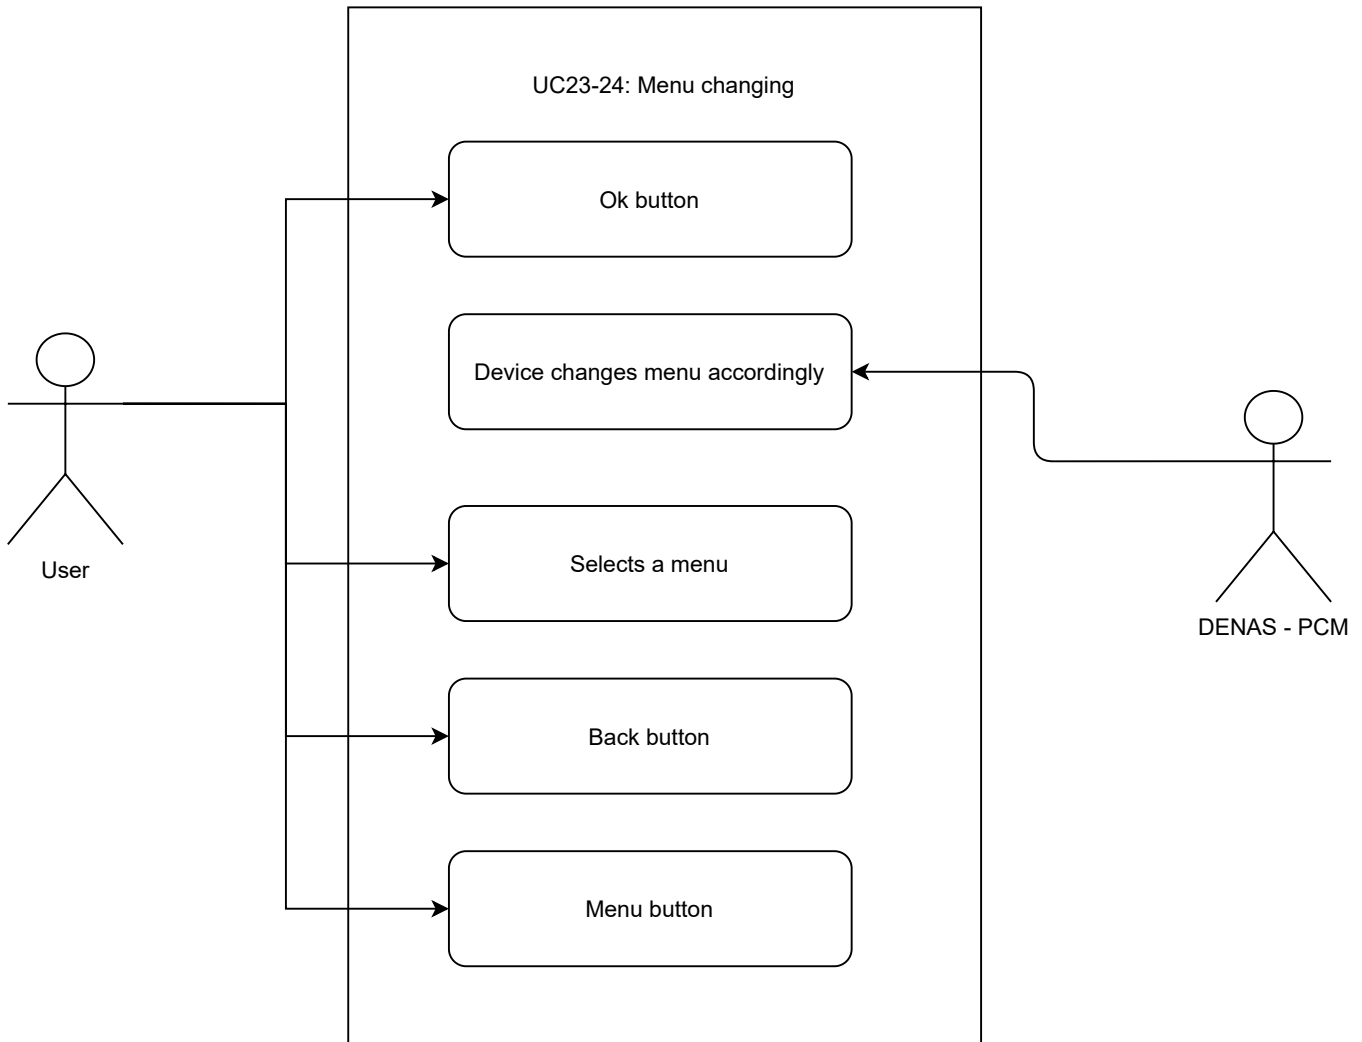 UC23-24: Menu changing
Ok button
Device changes menu accordingly
Selects a menu
Back button
Menu button
User
DENAS - PCM